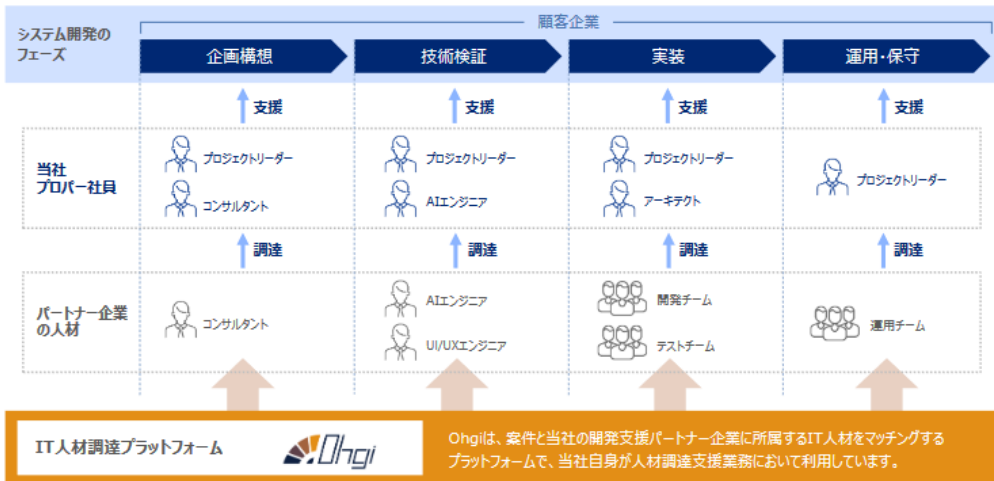 顧客企業
システム開発の
フェーズ
企画構想
技術検証
実装
運用・保守
支援
支援
支援
支援
当社
プロパー社員
プロジェクトリーダー
コンサルタント
プロジェクトリーダー
AIエンジニア
プロジェクトリーダー
アーキテクト
プロジェクトリーダー
調達
調達
調達
調達
パートナー企業
の人材
コンサルタント
AIエンジニア
UI/UXエンジニア
開発チーム
テストチーム
運用チーム
IT人材調達プラットフォーム
Ohgi
Ohgiは、案件と当社の開発支援パートナー企業に所属するIT人材をマッチングする
プラットフォームで、当社自身が人材調達支援業務において利用しています。